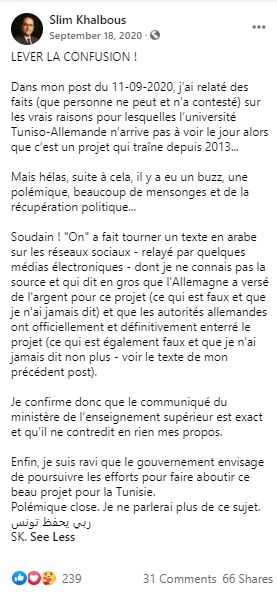 Slim Khalbous
September 18, 2020 ·
LEVER LA CONFUSION !
Dans mon post du 11-09-2020, j'ai relaté des
faits (que personne ne peut et n'a contesté) sur
les vrais raisons pour lesquelles l'université
Tuniso-Allemande n'arrive pas à voir le jour alors
que c'est un projet qui traîne depuis 2013...
Mais hélas, suite à cela, il y a eu un buzz, une
polémique, beaucoup de mensonges et de la
récupération politique...
Soudain ! "On" a fait tourner un texte en arabe
sur les réseaux sociaux - relayé par quelques
médias électroniques - dont je ne connais pas la
source et qui dit en gros que l'Allemagne a versé
de l'argent pour ce projet (ce qui est faux et que
je n'ai jamais dit) et que les autorités allemandes
ont officiellement et définitivement enterré le
projet (ce qui est également faux et que je n'ai
jamais dit non plus - voir le texte de mon
précédent post).
Je confirme donc que le communiqué du
ministère de l'enseignement supérieur est exact
et qu'il ne contredit en rien mes propos.
Enfin, je suis ravi que le gouvernement envisage
de poursuivre les efforts pour faire aboutir ce
beau projet pour la Tunisie.
Polémique close. Je ne parlerai plus de ce sujet.
ربي يحفظ تونس
SK. See Less
239 31 Comments 66 Shares